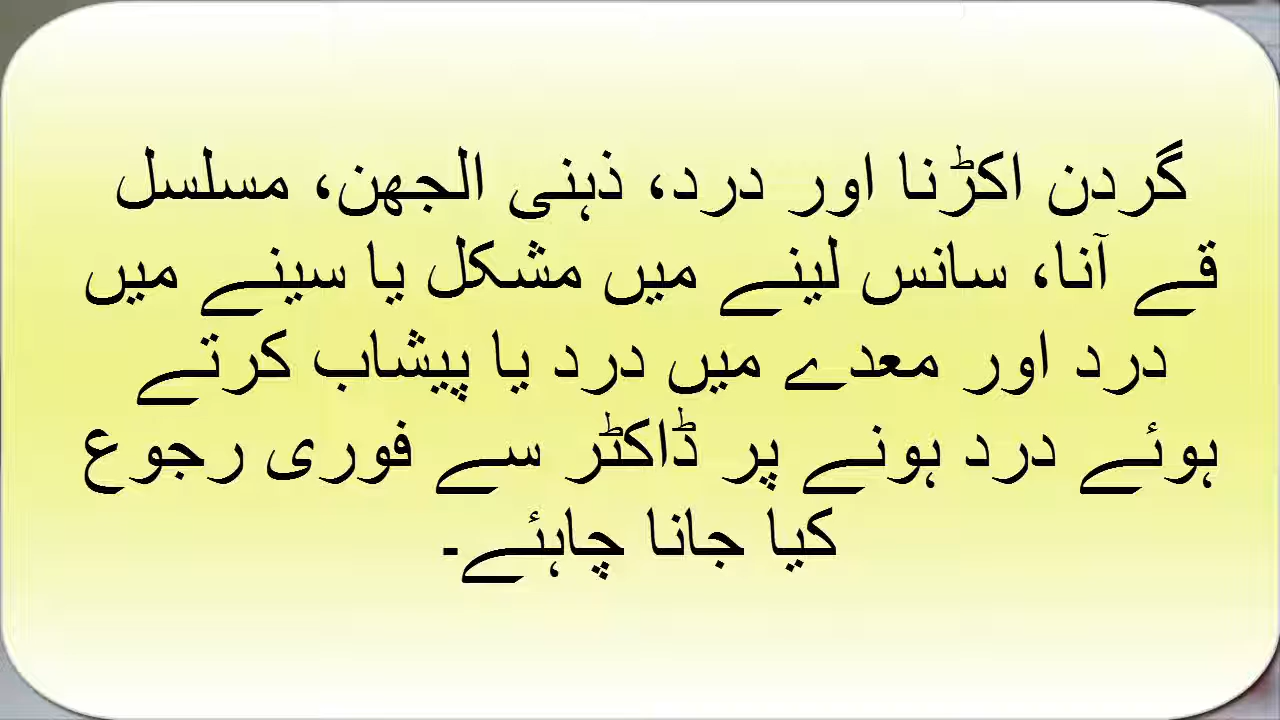 گردن اکڑنا اور درد، ذہنی الجھن، مسلسل
قے آنا، سانس لینے میں مشکل یا سینے میں
درد اور معدے میں درد یا پیشاب کرتے
ہوئے درد ہونے پر ڈاکٹر سے فوری رجوع
کیا جانا چاہئے۔